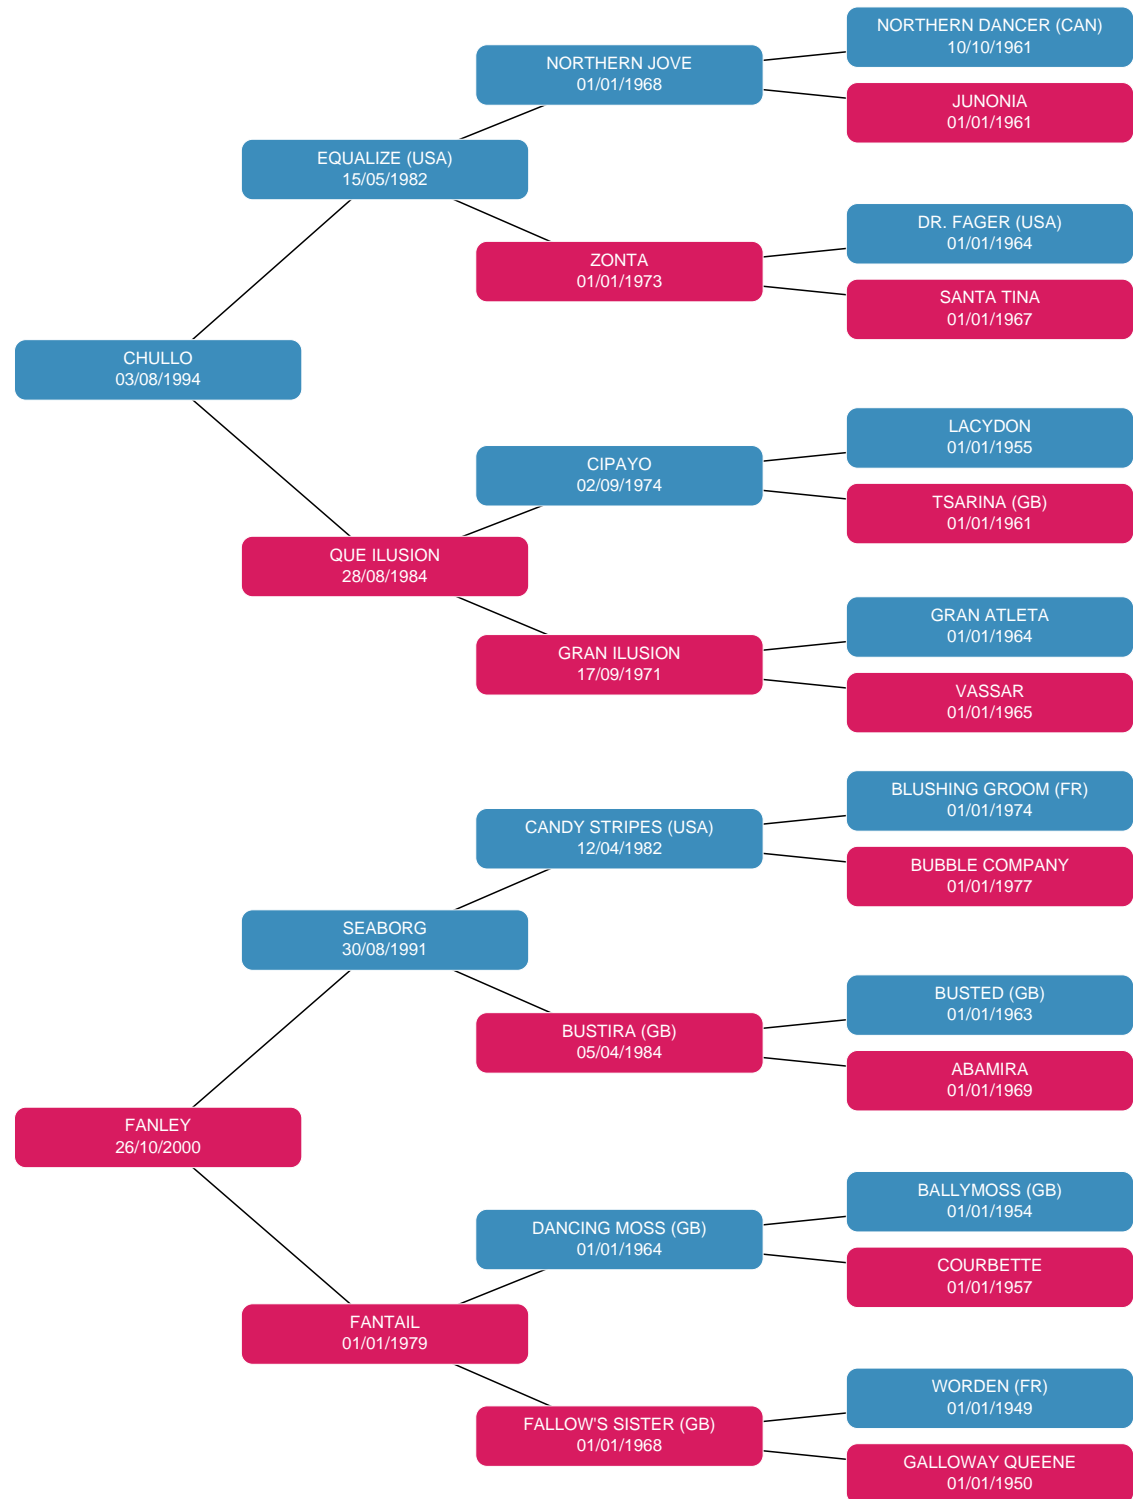 NORTHERN DANCER (CAN)
10/10/1961
NORTHERN JOVE
01/01/1968
JUNONIA
01/01/1961
EQUALIZE (USA)
15/05/1982
DR. FAGER (USA)
01/01/1964
ZONTA
01/01/1973
SANTA TINA
01/01/1967
CHULLO
03/08/1994
LACYDON
01/01/1955
CIPAYO
02/09/1974
TSARINA (GB)
01/01/1961
QUE ILUSION
28/08/1984
GRAN ATLETA
01/01/1964
GRAN ILUSION
17/09/1971
VASSAR
01/01/1965
BLUSHING GROOM (FR)
01/01/1974
CANDY STRIPES (USA)
12/04/1982
BUBBLE COMPANY
01/01/1977
SEABORG
30/08/1991
BUSTED (GB)
01/01/1963
BUSTIRA (GB)
05/04/1984
ABAMIRA
01/01/1969
FANLEY
26/10/2000
BALLYMOSS (GB)
01/01/1954
DANCING MOSS (GB)
01/01/1964
COURBETTE
01/01/1957
FANTAIL
01/01/1979
WORDEN (FR)
01/01/1949
FALLOW'S SISTER (GB)
01/01/1968
GALLOWAY QUEENE
01/01/1950